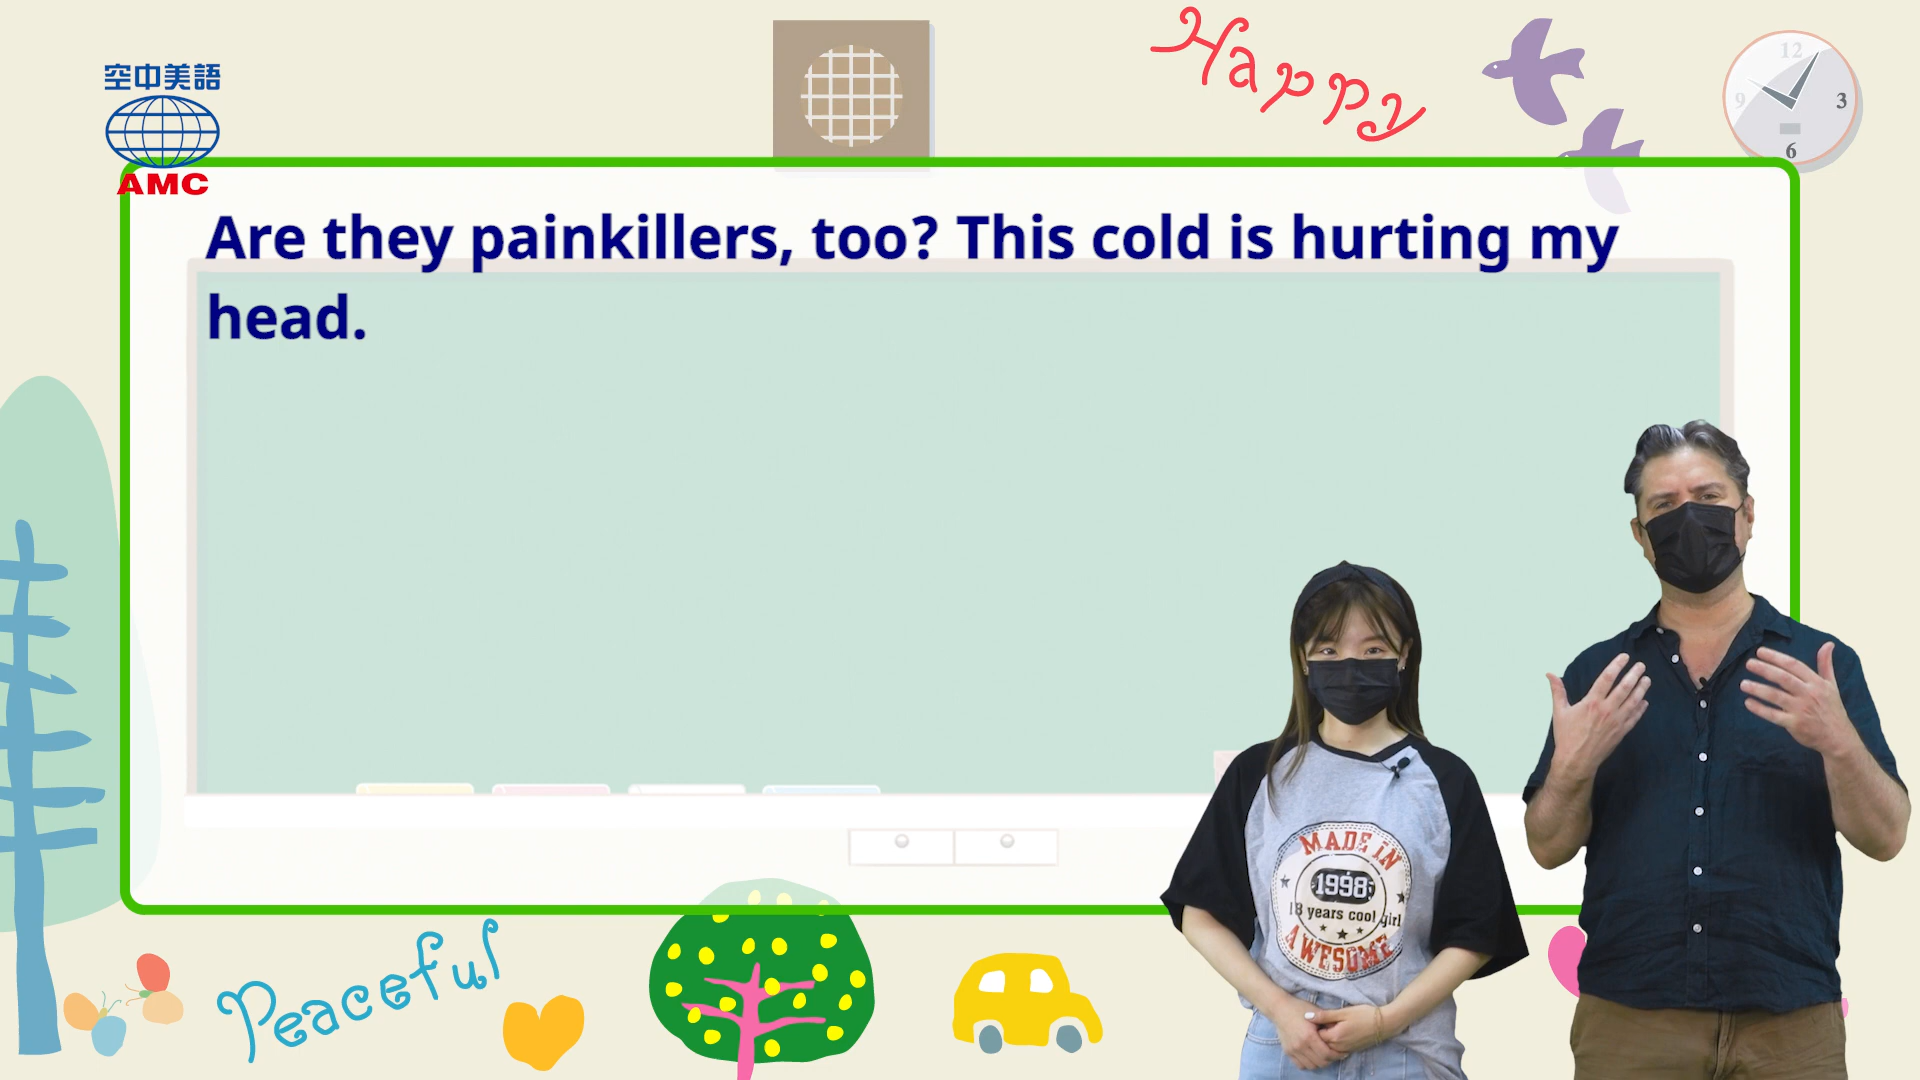 空中美語
AMC
Happy
12
9
3
6
Are they painkillers, too? This cold is hurting my
head.
MADE IN
1998
18 years cool girl
AWESOME
Peaceful